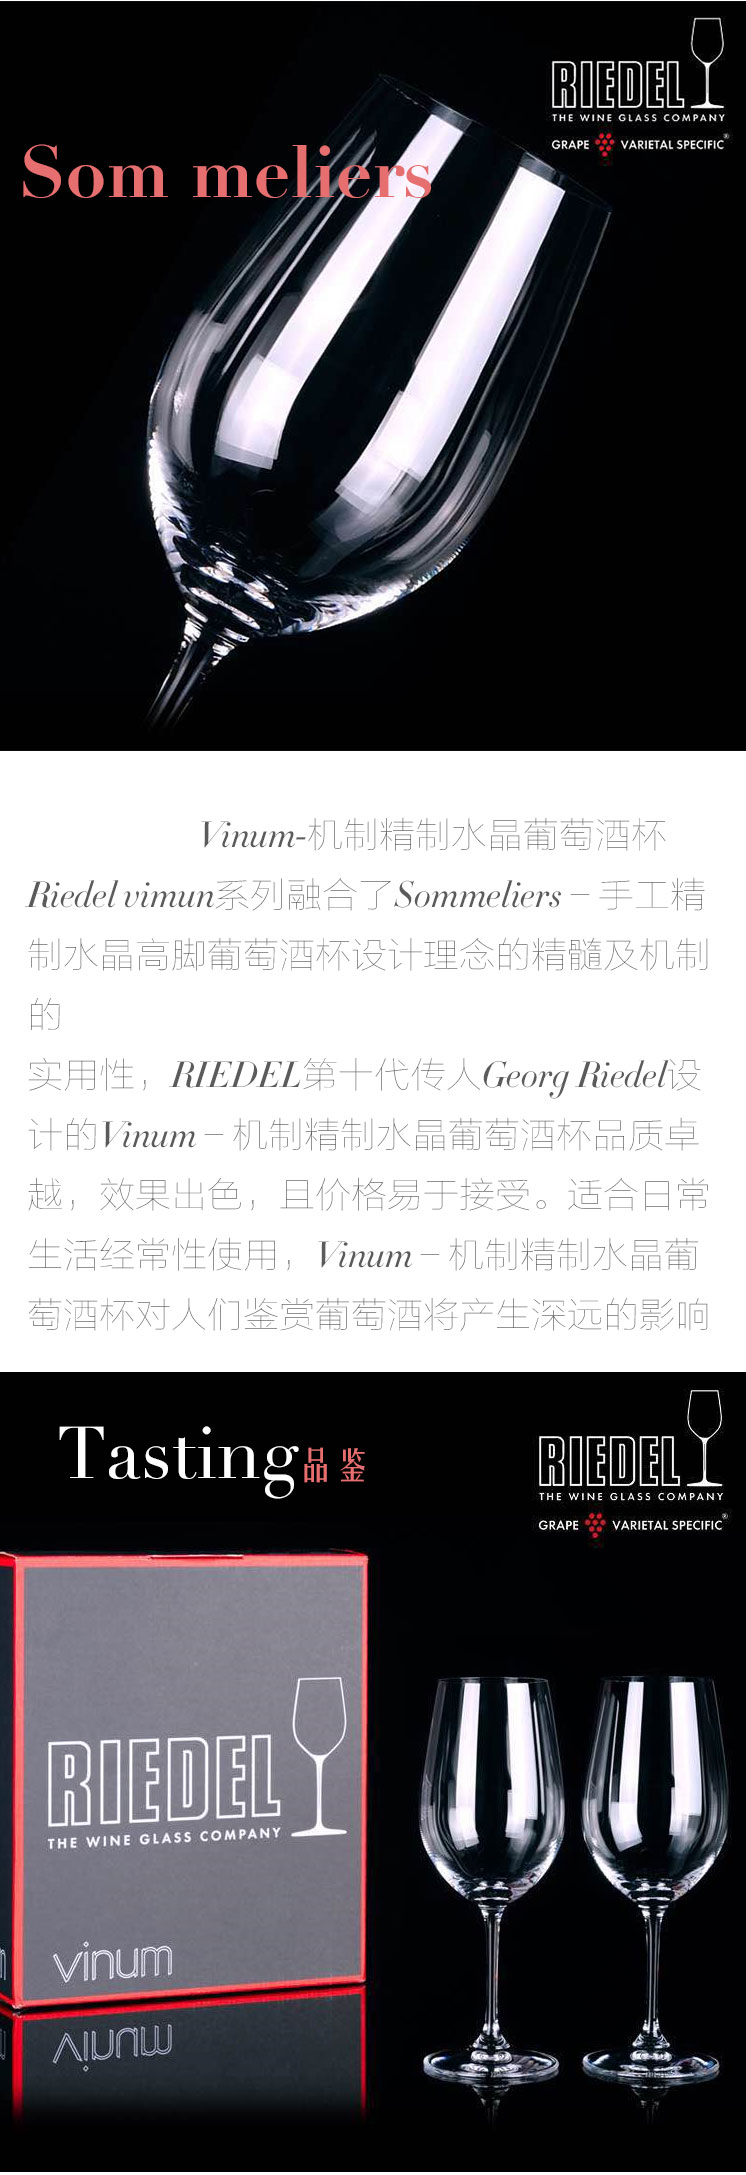 RIEDEL
THE WINE GLASS COMPANY
GRAPE VARIETAL SPECIFIC®
Som meliers
Vinum-机制精制水晶葡萄酒杯
Riedel vimun系列融合了Sommeliers – 手工精
制水晶高脚葡萄酒杯设计理念的精髓及机制
的
实用性，RIEDEL第十代传人Georg Riedel设
计的Vinum – 机制精制水晶葡萄酒杯品质卓
越，效果出色，且价格易于接受。适合日常
生活经常性使用，Vinum – 机制精制水晶葡
萄酒杯对人们鉴赏葡萄酒将产生深远的影响
Tasting品鉴
RIEDEL
THE WINE GLASS COMPANY
GRAPE VARIETAL SPECIFIC®
RIEDEL
THE WINE GLASS COMPANY
vinum